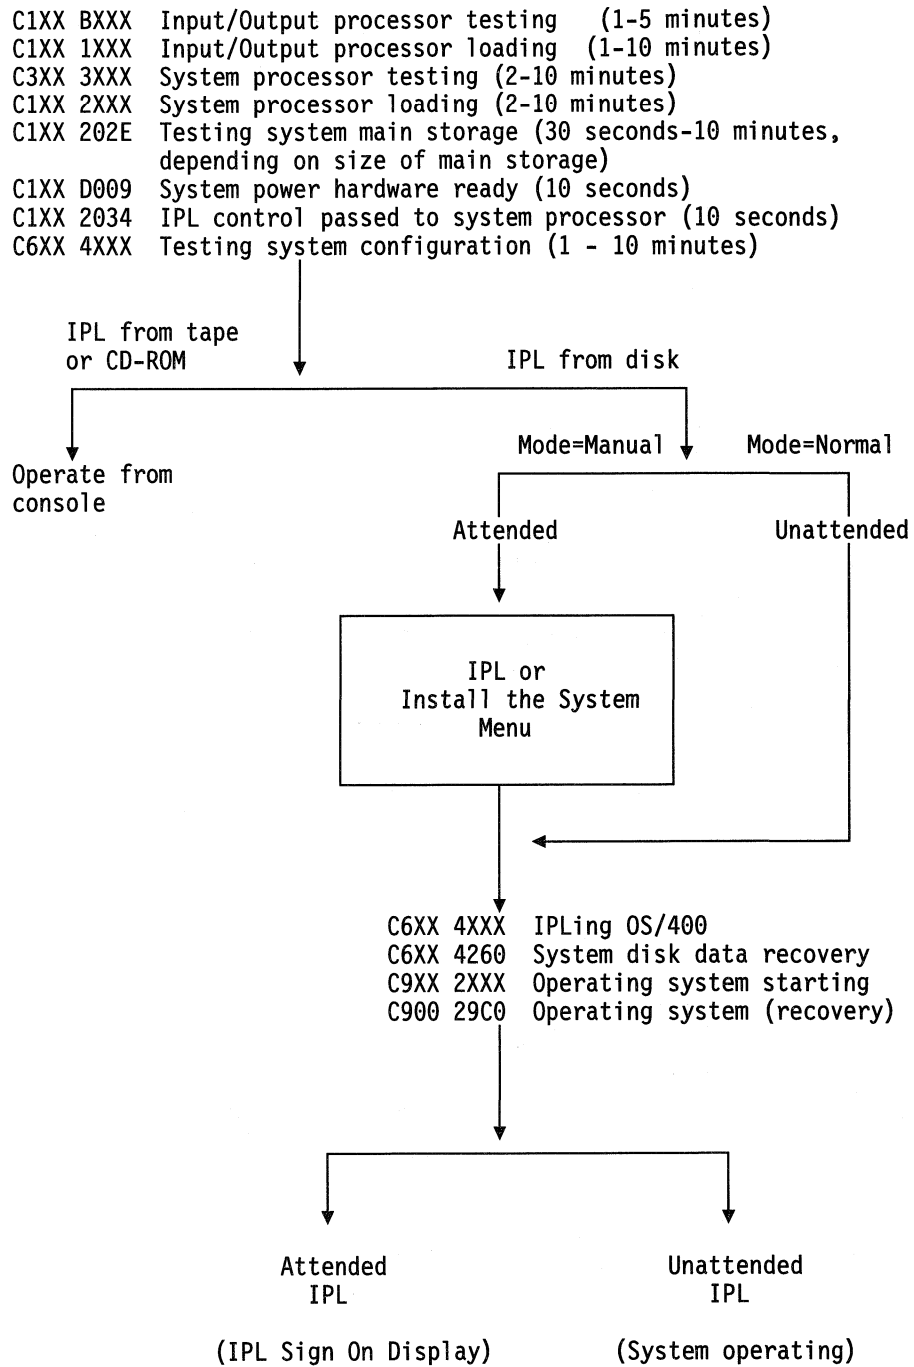 C1XX BXXX Input/Output processor testing (1-5 minutes)
C1XX 1XXX Input/Output processor loading (1-10 minutes)
C3XX 3XXX System processor testing (2-10 minutes)
C1XX 2XXX System processor loading (2-10 minutes)
C1XX 202E Testing system main storage (30 seconds-10 minutes,
depending on size of main storage)
C1XX D009 System power hardware ready (10 seconds)
C1XX 2034 IPL control passed to system processor (10 seconds)
C6XX 4XXX Testing system configuration (1 - 10 minutes)
IPL from tape
or CD-ROM
IPL from disk
Mode=Manual
Mode=Normal
Operate from
console
Attended
Unattended
IPL or
Install the System
Menu
C6XX 4XXX IPLing OS/400
C6XX 4260 System disk data recovery
C9XX 2XXX Operating system starting
C900 29C0 Operating system (recovery)
Attended
IPL
(IPL Sign On Display)
Unattended
IPL
(System operating)